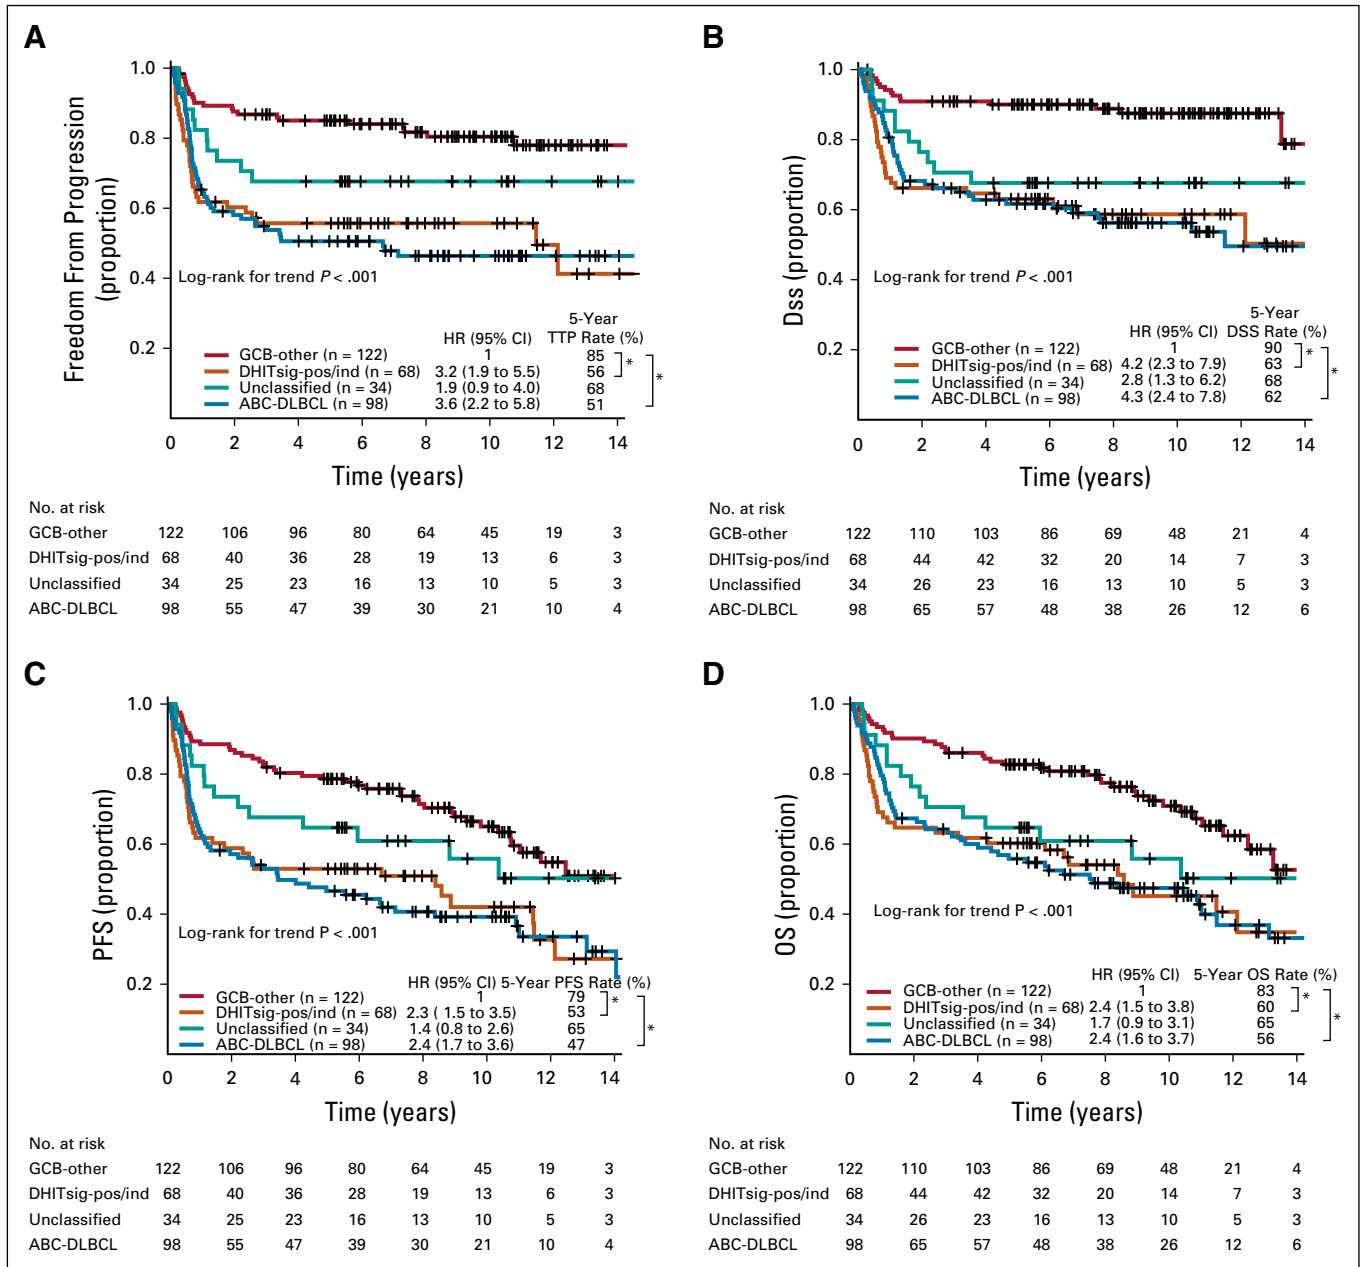 A
Freedom From Progression
(proportion)
1.0
0.8
0.6
0.4
0.2
Log-rank for trend P < .001
5-Year
HR (95% CI) TTP Rate (%)
GCB-other (n = 122) 1 85
DHITsig-pos/ind (n = 68) 3.2 (1.9 to 5.5) 56
Unclassified (n = 34) 1.9 (0.9 to 4.0) 68
ABC-DLBCL (n = 98) 3.6 (2.2 to 5.8) 51
*
*
0 2 4 6 8 10 12 14
Time (years)
No. at risk
GCB-other 122 106 96 80 64 45 19 3
DHITsig-pos/ind 68 40 36 28 19 13 6 3
Unclassified 34 25 23 16 13 10 5 3
ABC-DLBCL 98 55 47 39 30 21 10 4
B
Dss (proportion)
1.0
0.8
0.6
0.4
0.2
Log-rank for trend P < .001
5-Year
HR (95% CI) DSS Rate (%)
GCB-other (n = 122) 1 90
DHITsig-pos/ind (n = 68) 4.2 (2.3 to 7.9) 63
Unclassified (n = 34) 2.8 (1.3 to 6.2) 68
ABC-DLBCL (n = 98) 4.3 (2.4 to 7.8) 62
*
*
0 2 4 6 8 10 12 14
Time (years)
No. at risk
GCB-other 122 110 103 86 69 48 21 4
DHITsig-pos/ind 68 44 42 32 20 14 7 3
Unclassified 34 26 23 16 13 10 5 3
ABC-DLBCL 98 65 57 48 38 26 12 6
C
PFS (proportion)
1.0
0.8
0.6
0.4
0.2
Log-rank for trend P < .001
HR (95% CI) 5-Year PFS Rate (%)
GCB-other (n = 122) 1 79
DHITsig-pos/ind (n = 68) 2.3 ( 1.5 to 3.5) 53
Unclassified (n = 34) 1.4 (0.8 to 2.6) 65
ABC-DLBCL (n = 98) 2.4 (1.7 to 3.6) 47
*
*
0 2 4 6 8 10 12 14
Time (years)
No. at risk
GCB-other 122 106 96 80 64 45 19 3
DHITsig-pos/ind 68 40 36 28 19 13 6 3
Unclassified 34 25 23 16 13 10 5 3
ABC-DLBCL 98 55 47 39 30 21 10 4
D
OS (proportion)
1.0
0.8
0.6
0.4
0.2
Log-rank for trend P < .001
HR (95% CI) 5-Year OS Rate (%)
GCB-other (n = 122) 1 83
DHITsig-pos/ind (n = 68) 2.4 (1.5 to 3.8) 60
Unclassified (n = 34) 1.7 (0.9 to 3.1) 65
ABC-DLBCL (n = 98) 2.4 (1.6 to 3.7) 56
*
*
0 2 4 6 8 10 12 14
Time (years)
No. at risk
GCB-other 122 110 103 86 69 48 21 4
DHITsig-pos/ind 68 44 42 32 20 14 7 3
Unclassified 34 26 23 16 13 10 5 3
ABC-DLBCL 98 65 57 48 38 26 12 6